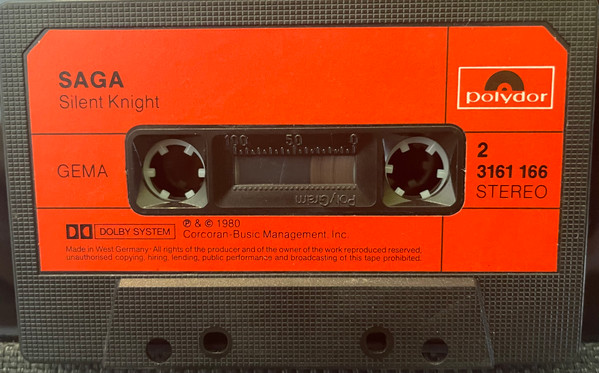 SAGA
Silent Knight
polydor
100 50 0
PolyGram
GEMA
2
3161 166
STEREO
DOLBY SYSTEM
℗ & © 1980
Corcoran-Busic Management. Inc.
Made in West Germany · All rights of the producer and of the owner of the work reproduced reserved,
unauthorised copying, hiring, lending, public performance and broadcasting of this tape prohibited.